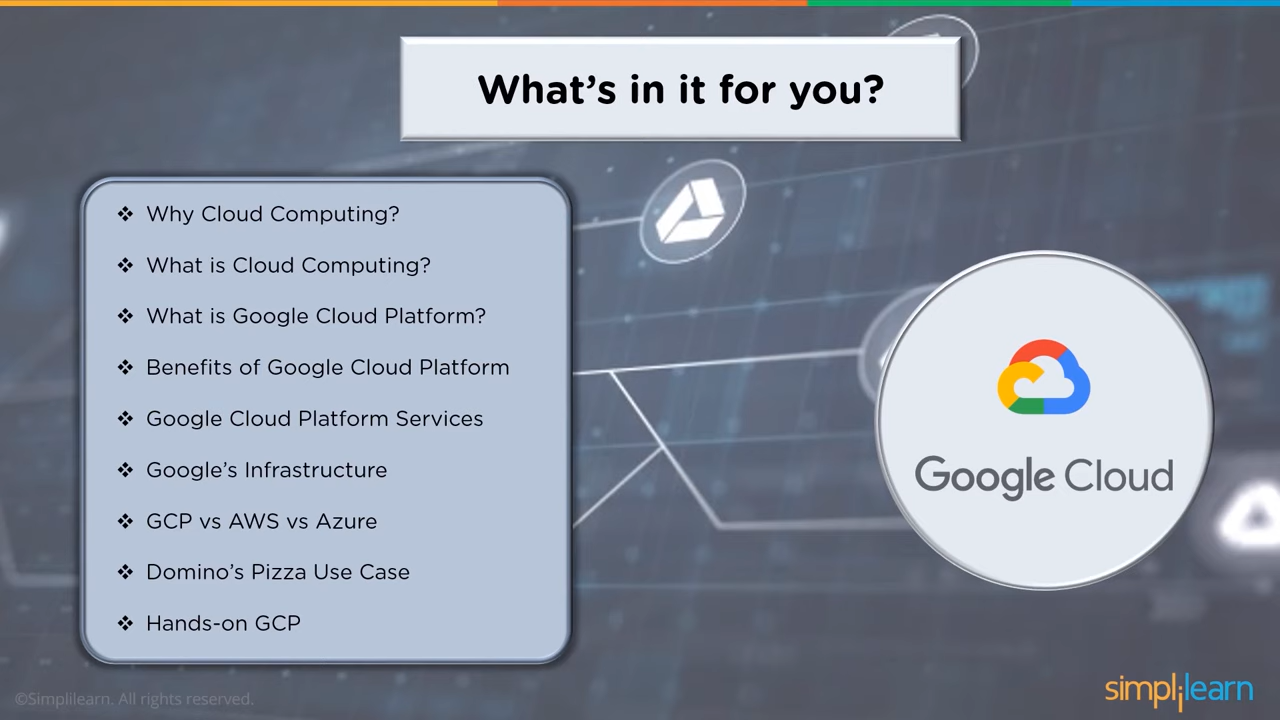 What's in it for you?
❖ Why Cloud Computing?
❖ What is Cloud Computing?
❖ What is Google Cloud Platform?
❖ Benefits of Google Cloud Platform
❖ Google Cloud Platform Services
❖ Google's Infrastructure
❖ GCP vs AWS vs Azure
❖ Domino's Pizza Use Case
❖ Hands-on GCP
Google Cloud
©Simplilearn. All rights reserved.
simplilearn